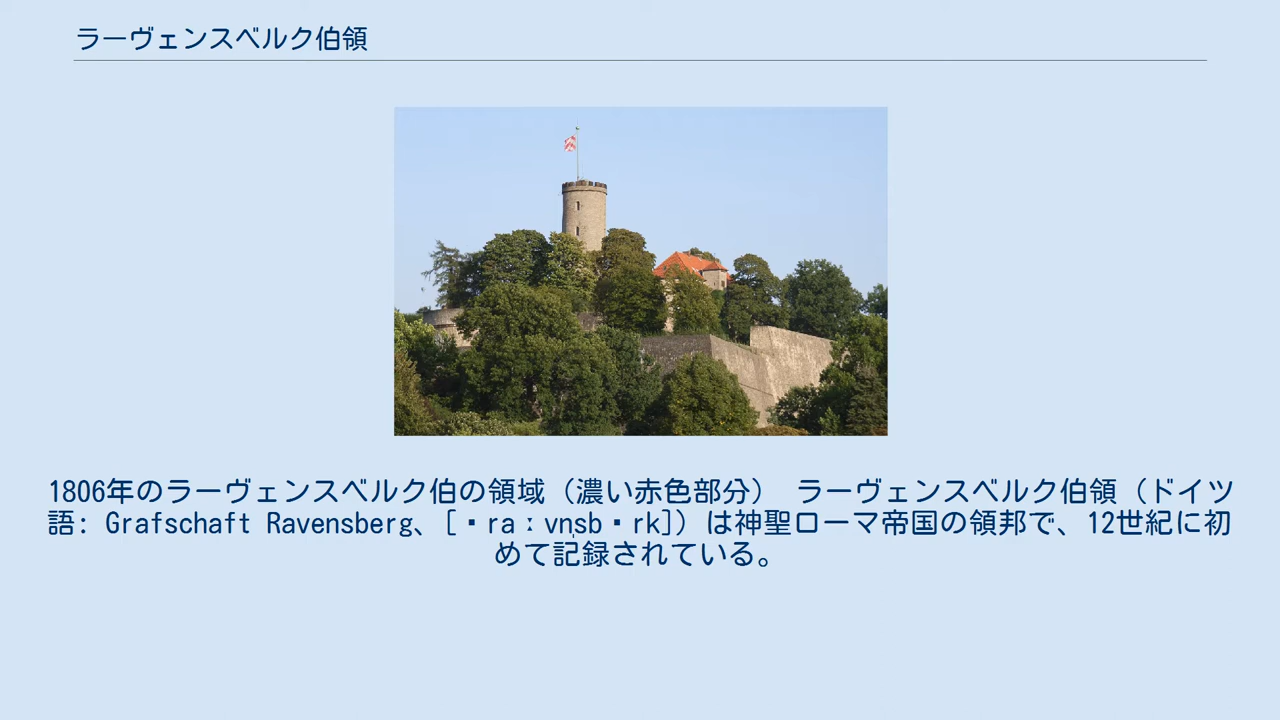 ラーヴェンスベルク伯領
1806年のラーヴェンスベルク伯の領域（濃い赤色部分） ラーヴェンスベルク伯領（ドイツ
語: Grafschaft Ravensberg、[▪raːvn̩sb▪rk]）は神聖ローマ帝国の領邦で、12世紀に初
めて記録されている。